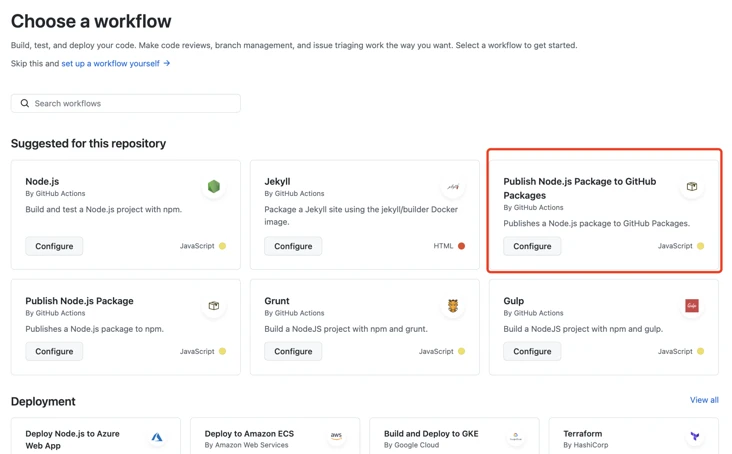 Choose a workflow
Build, test, and deploy your code. Make code reviews, branch management, and issue triaging work the way you want. Select a workflow to get started.
Skip this and set up a workflow yourself →
Search workflows
Suggested for this repository
Node.js
By GitHub Actions
Build and test a Node.js project with npm.
Configure
JavaScript
Jekyll
By GitHub Actions
Package a Jekyll site using the jekyll/builder Docker
image.
Configure
HTML
Publish Node.js Package to GitHub
Packages
By GitHub Actions
Publishes a Node.js package to GitHub Packages.
Configure
JavaScript
Publish Node.js Package
By GitHub Actions
Publishes a Node.js package to npm.
Configure
JavaScript
Grunt
By GitHub Actions
Build a NodeJS project with npm and grunt.
Configure
JavaScript
Gulp
By GitHub Actions
Build a NodeJS project with npm and gulp.
Configure
JavaScript
Deployment
View all
Deploy Node.js to Azure
Web App
Deploy to Amazon ECS
By Amazon Web Services
aws
Build and Deploy to GKE
By Google Cloud
Terraform
By HashiCorp